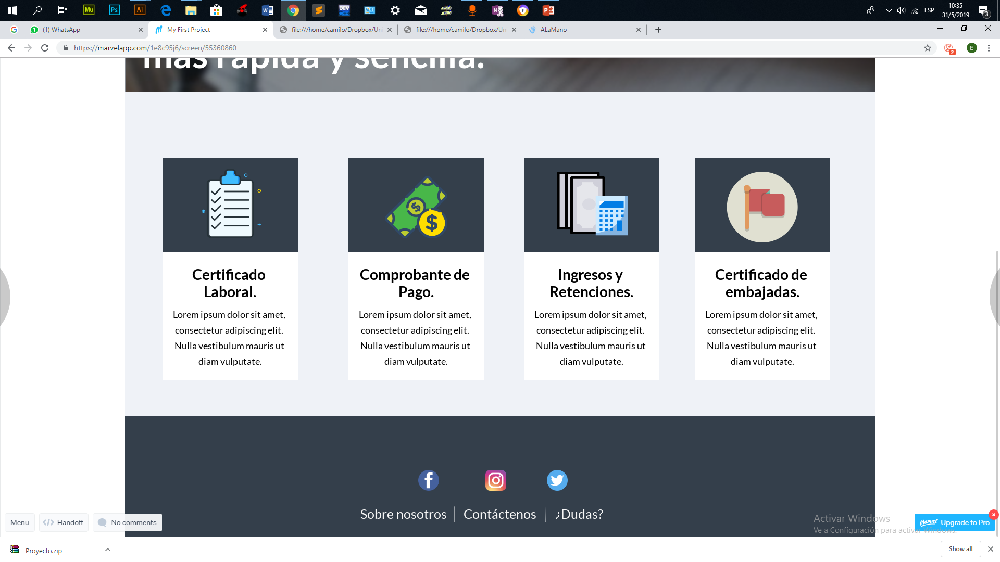 Mu
Ps
Ai
DEV
ESP
10:35
31/5/2019
3
(1) WhatsApp
My First Project
file:///home/camilo/Dropbox/Un
file:///home/camilo/Dropbox/Un
ALaMano
https://marvelapp.com/1e8c95j6/screen/55360860
2
E
más rápida y sencilla.
Certificado
Laboral.
Lorem ipsum dolor sit amet,
consectetur adipiscing elit.
Nulla vestibulum mauris ut
diam vulputate.
Comprobante de
Pago.
Lorem ipsum dolor sit amet,
consectetur adipiscing elit.
Nulla vestibulum mauris ut
diam vulputate.
Ingresos y
Retenciones.
Lorem ipsum dolor sit amet,
consectetur adipiscing elit.
Nulla vestibulum mauris ut
diam vulputate.
Certificado de
embajadas.
Lorem ipsum dolor sit amet,
consectetur adipiscing elit.
Nulla vestibulum mauris ut
diam vulputate.
Sobre nosotros | Contáctenos | ¿Dudas?
Menu
Handoff
No comments
Activar Windows
Ve a Configuración para activar Windows.
Marvel Upgrade to Pro
Proyecto.zip
Show all